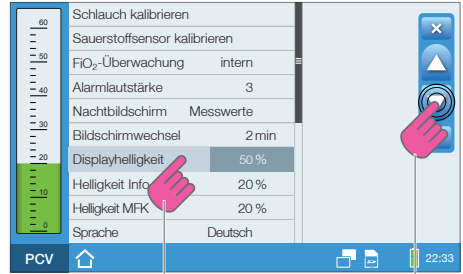 60
50
40
30
20
10
0
Schlauch kalibrieren
Sauerstoffsensor kalibrieren
FiO₂-Überwachung intern
Alarmlautstärke 3
Nachtbildschirm Messwerte
Bildschirmwechsel 2 min
Displayhelligkeit 50 %
Helligkeit Info 20 %
Helligkeit MFK 20 %
Sprache Deutsch
PCV
22:33